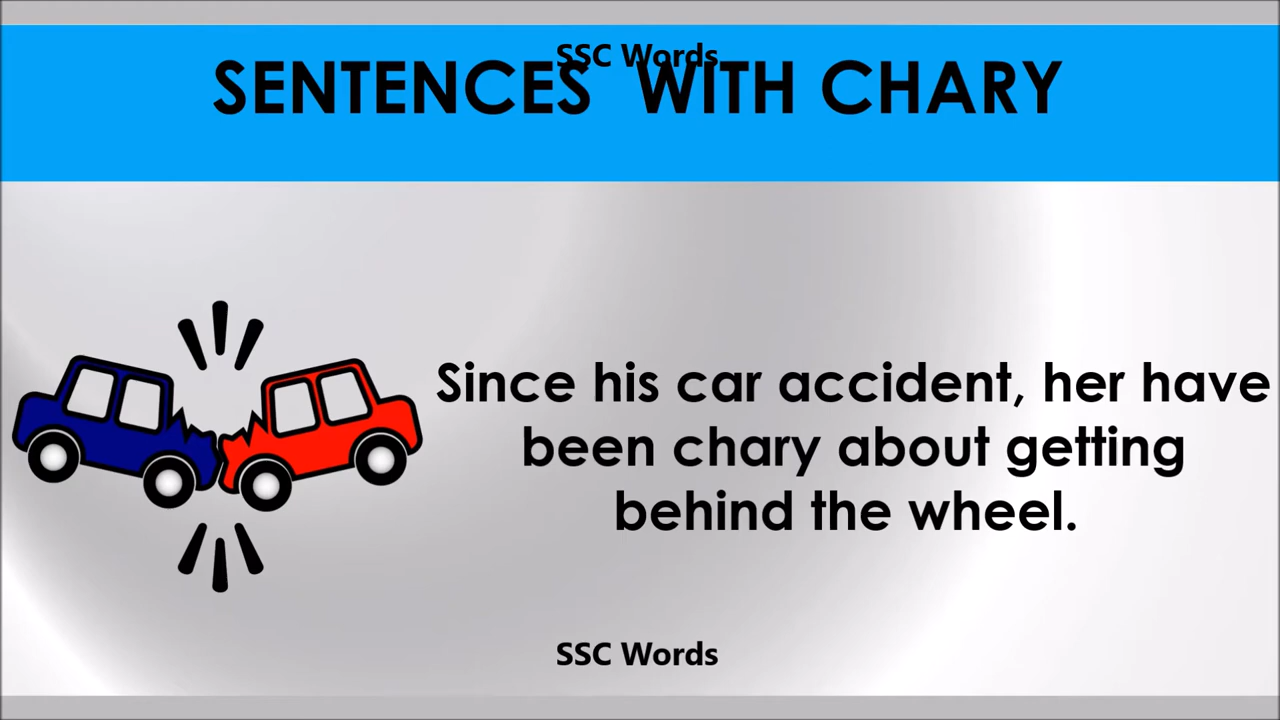 SSC Words
SENTENCES WITH CHARY
Since his car accident, her have
been chary about getting
behind the wheel.
SSC Words